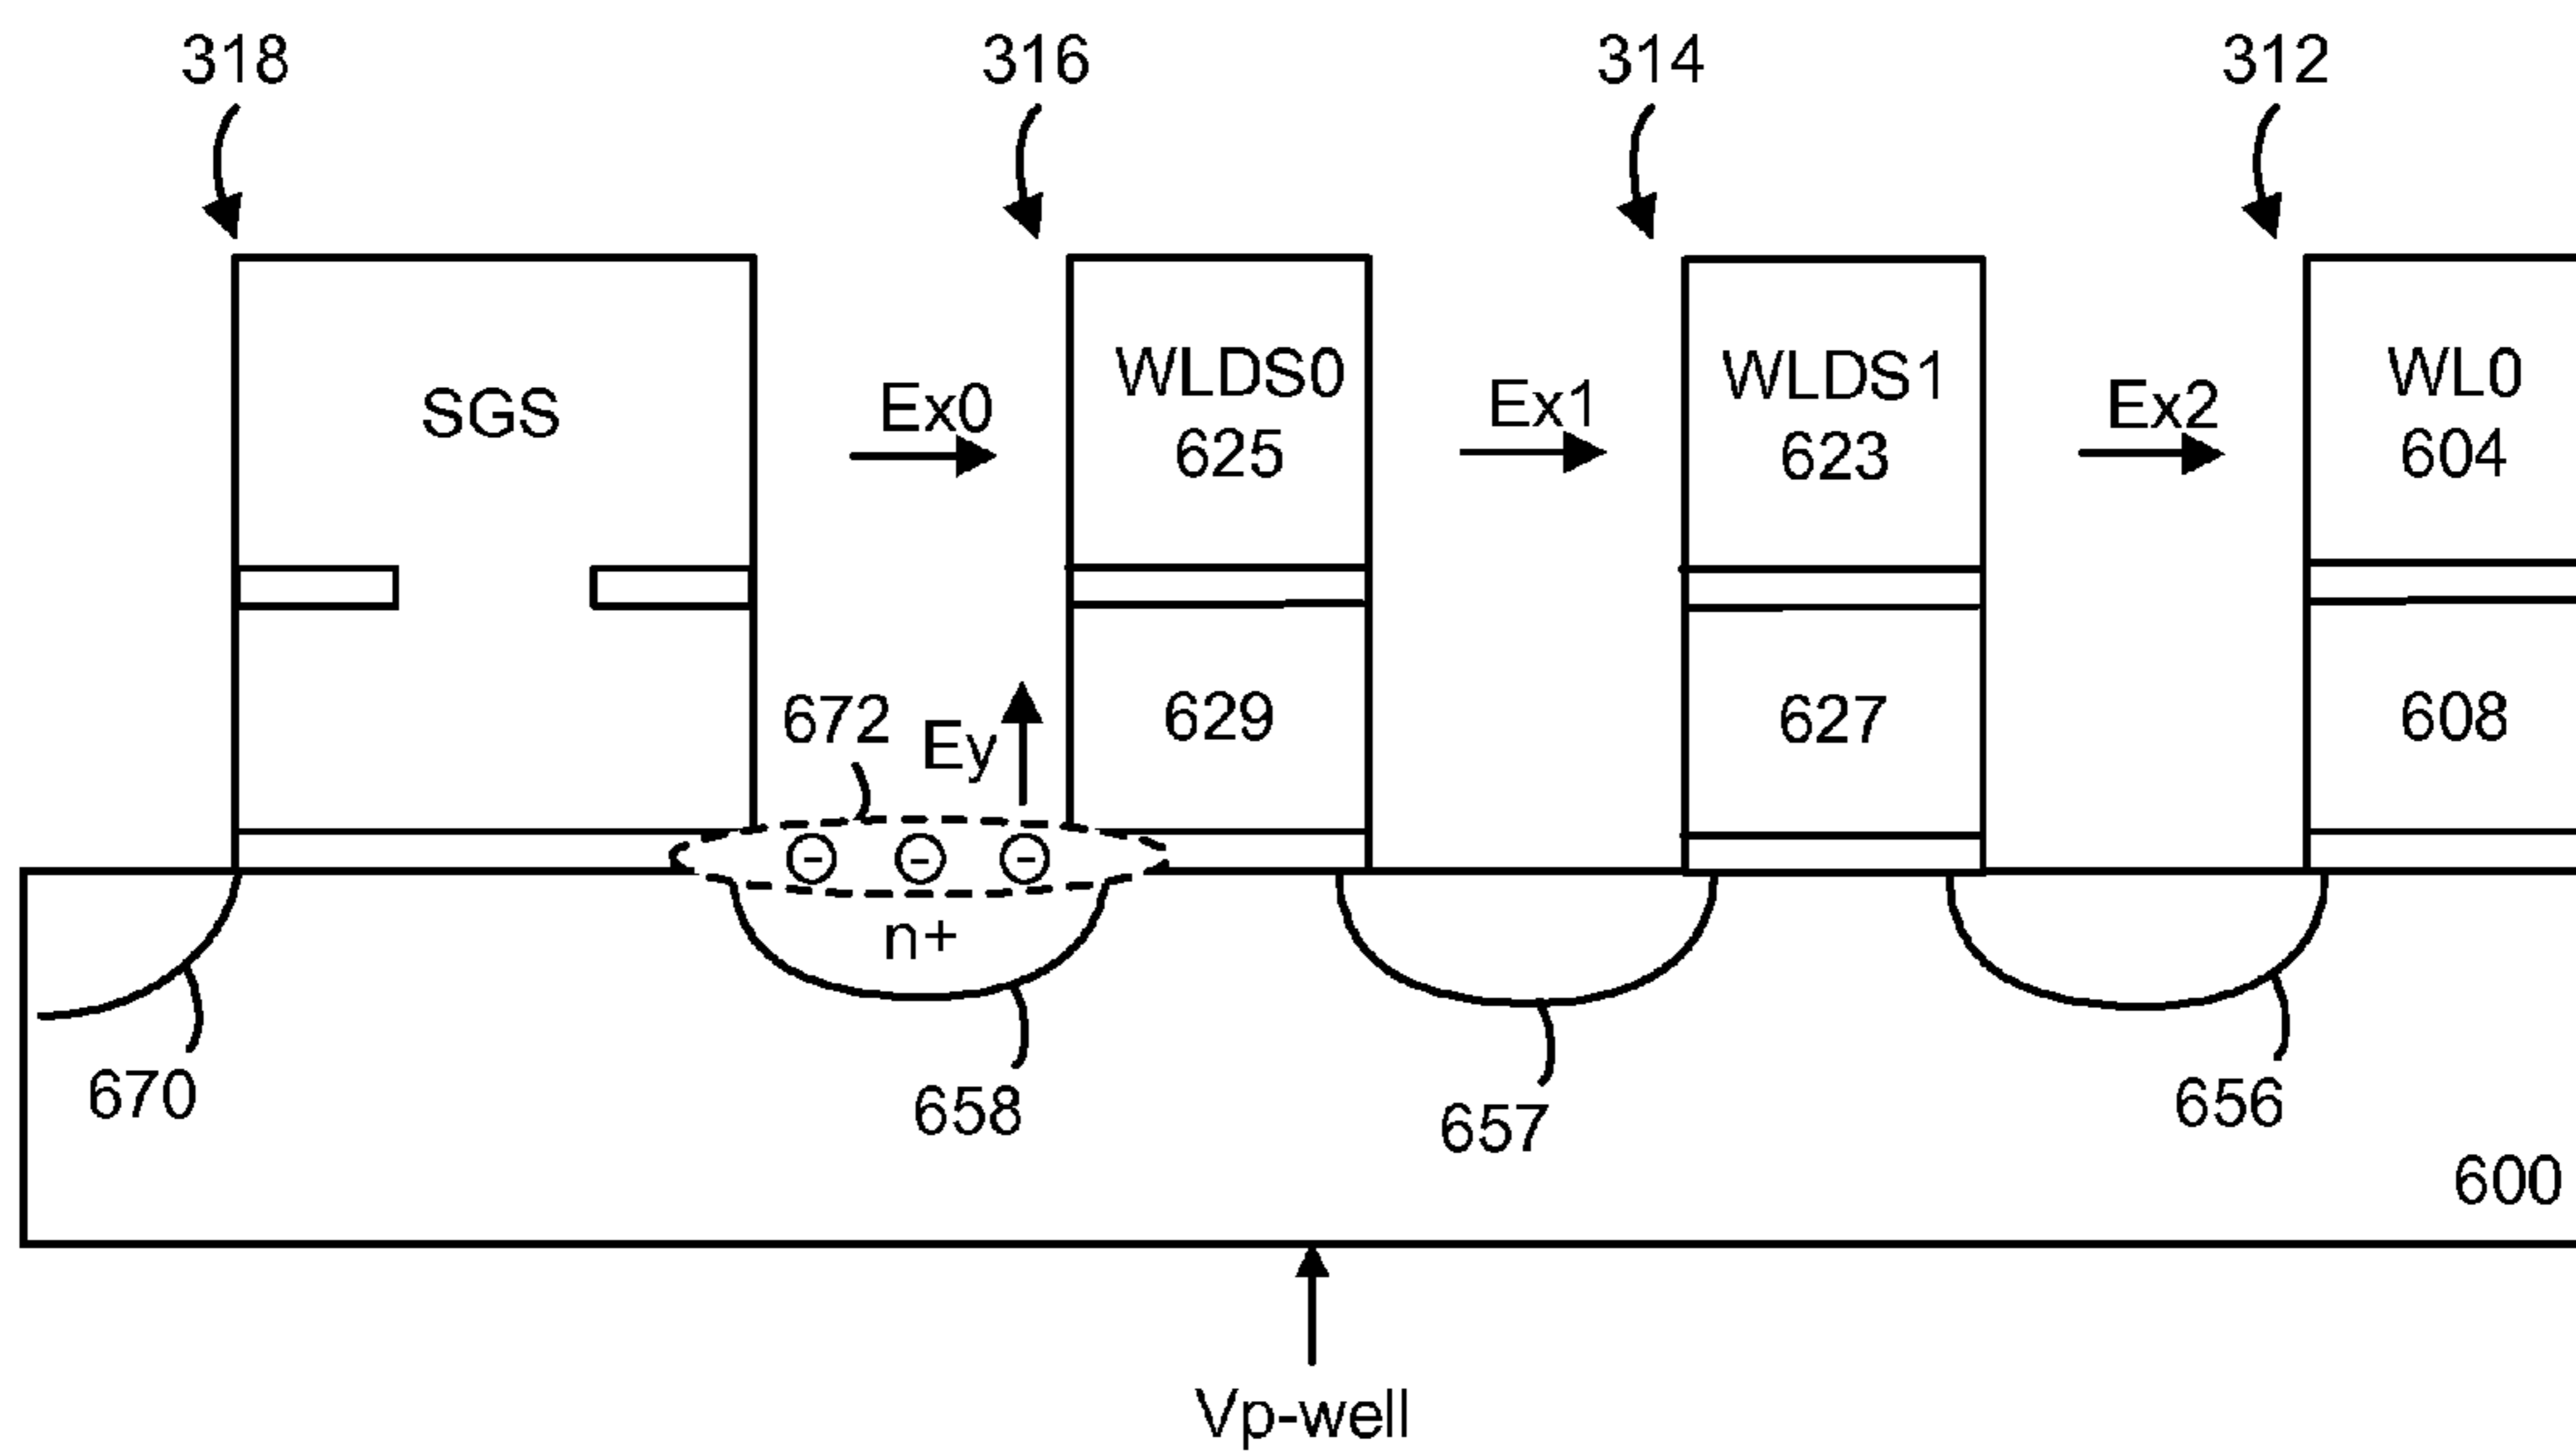 318
316
314
312
SGS
Ex0
WLDS0
625
Ex1
WLDS1
623
Ex2
WL0
604
672
Ey
629
627
608
- - -
n+
670
658
657
656
600
Vp-well